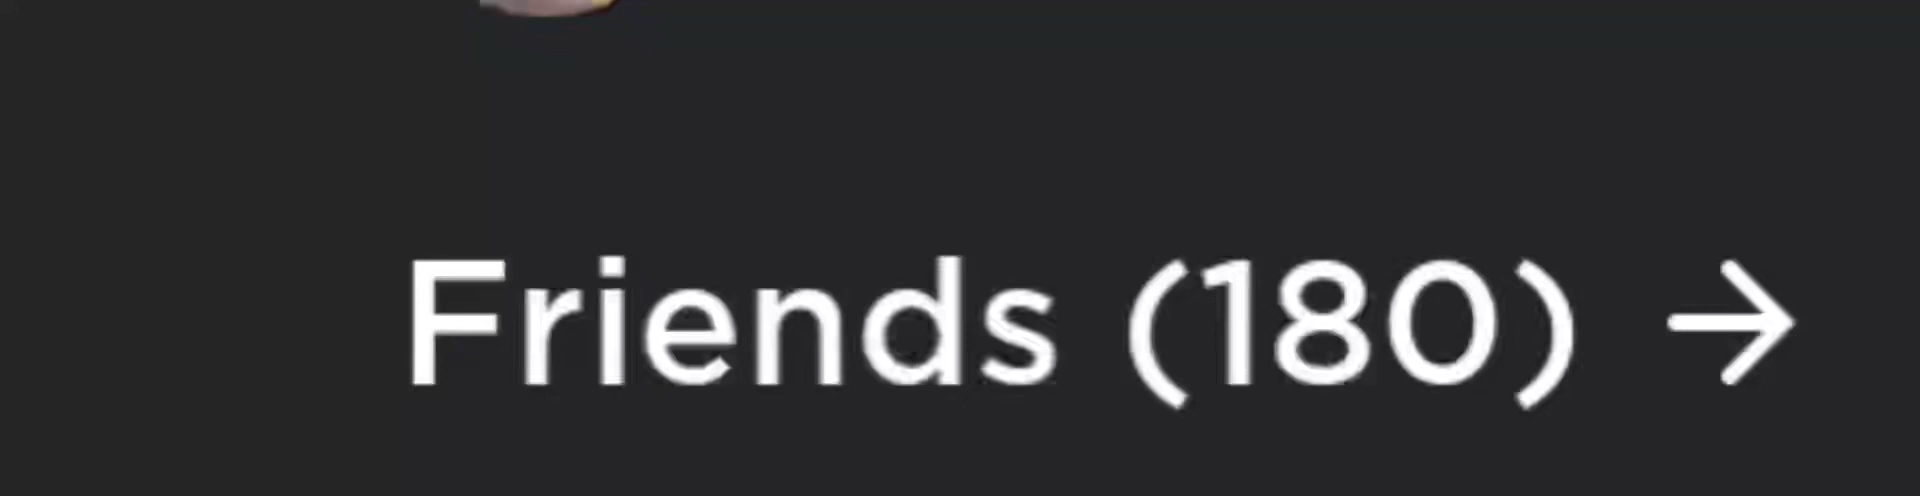 Friends (180) →